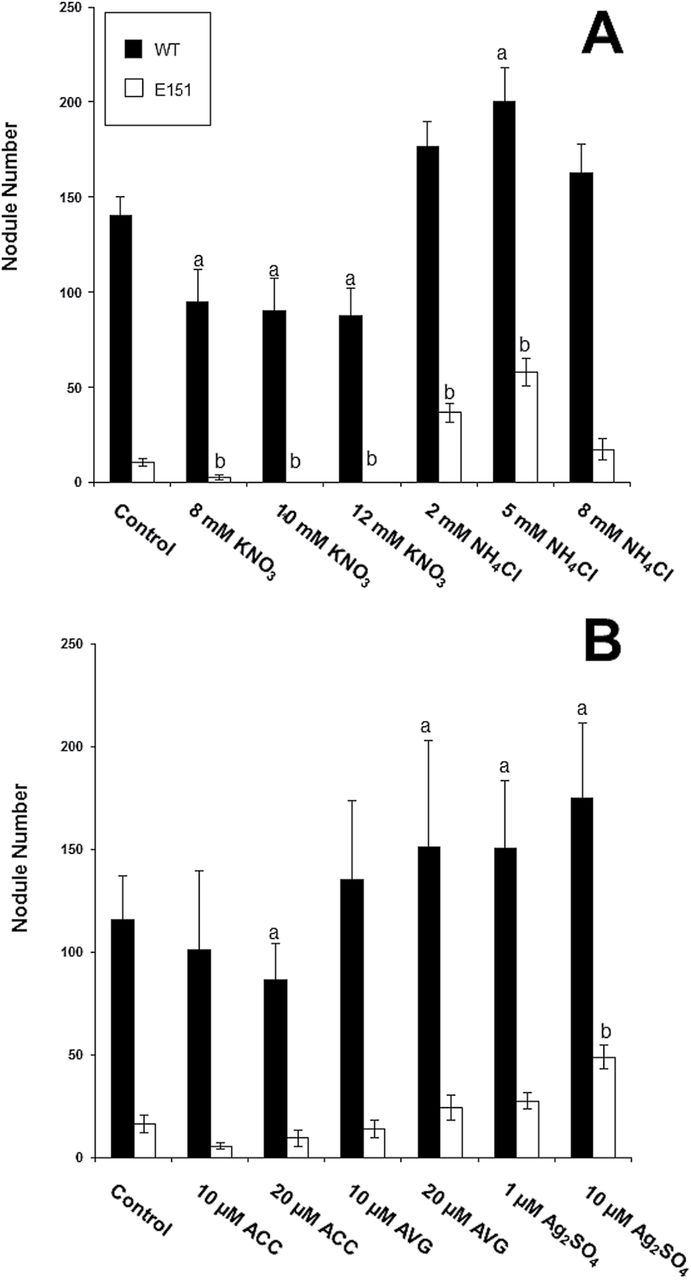 A
WT
E151
Nodule Number
250
200
150
100
50
0
a
a
a
a
b
b
b
b
b
Control
8 mM KNO₃
10 mM KNO₃
12 mM KNO₃
2 mM NH₄Cl
5 mM NH₄Cl
8 mM NH₄Cl
B
Nodule Number
250
200
150
100
50
0
a
a
a
a
b
Control
10 µM ACC
20 µM ACC
10 µM AVG
20 µM AVG
1 µM Ag₂SO₄
10 µM Ag₂SO₄